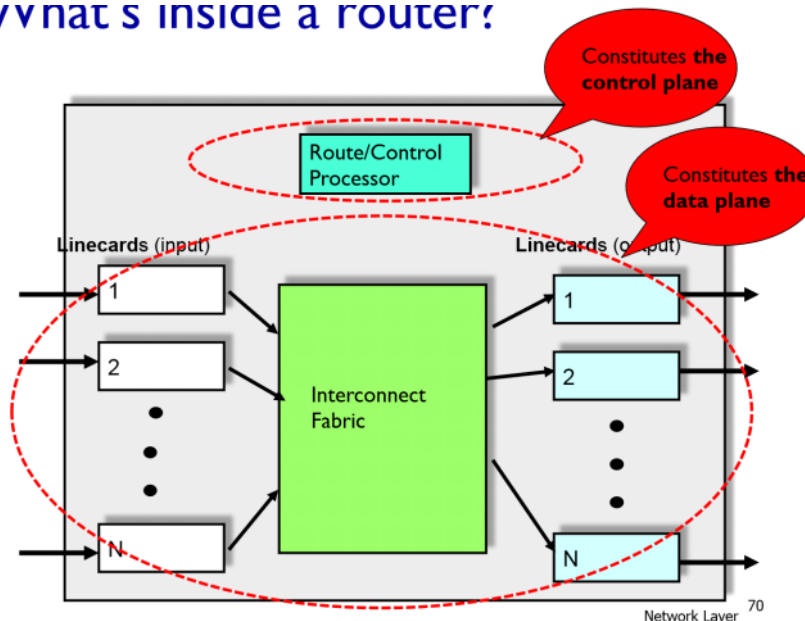 What's inside a router?
Constitutes the
control plane
Route/Control
Processor
Constitutes the
data plane
Linecards (input)
Linecards (output)
1
2
N
Interconnect
Fabric
1
2
N
Network Layer 70